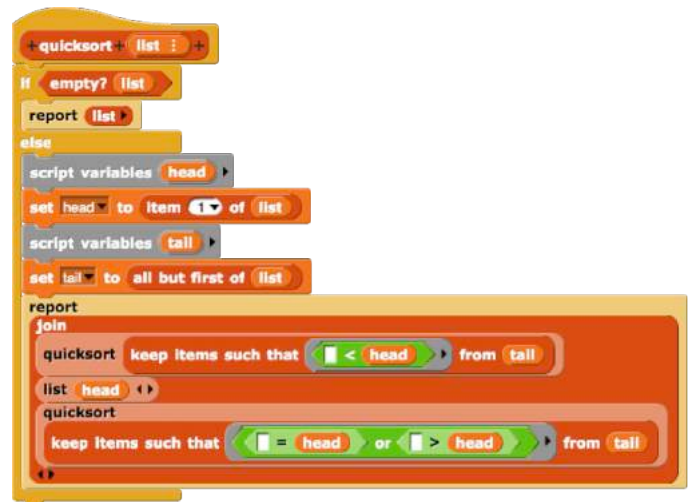 +quicksort+ list ⋮ +
if empty? list
report list
else
script variables head
set head to item 1 of list
script variables tail
set tail to all but first of list
report
join
quicksort keep items such that < head from tail
list head
quicksort
keep items such that = head or > head from tail